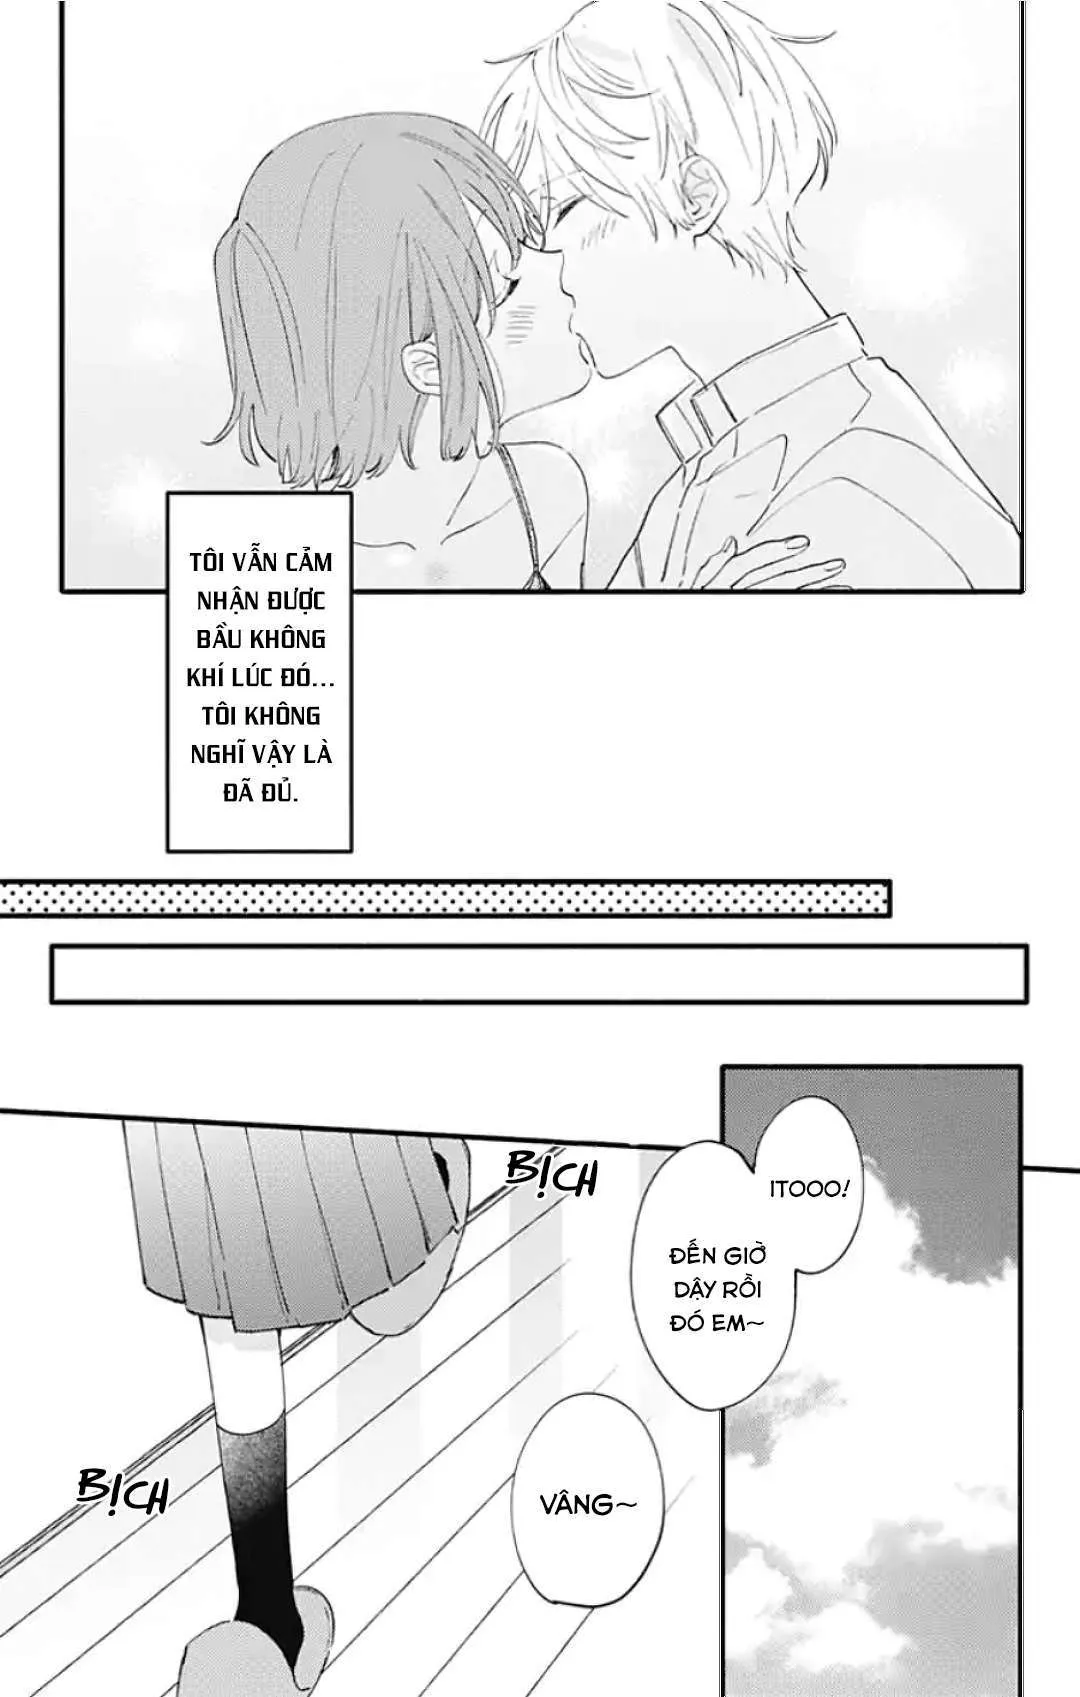 TÔI VẪN CẢM
NHẬN ĐƯỢC
BẦU KHÔNG
KHÍ LÚC ĐÓ...
TÔI KHÔNG
NGHĨ VẬY LÀ
ĐÃ ĐỦ.
ITOOO!
ĐẾN GIỜ
DẬY RỒI
ĐÓ EM~
BỊCH
VÂNG~
BỊCH